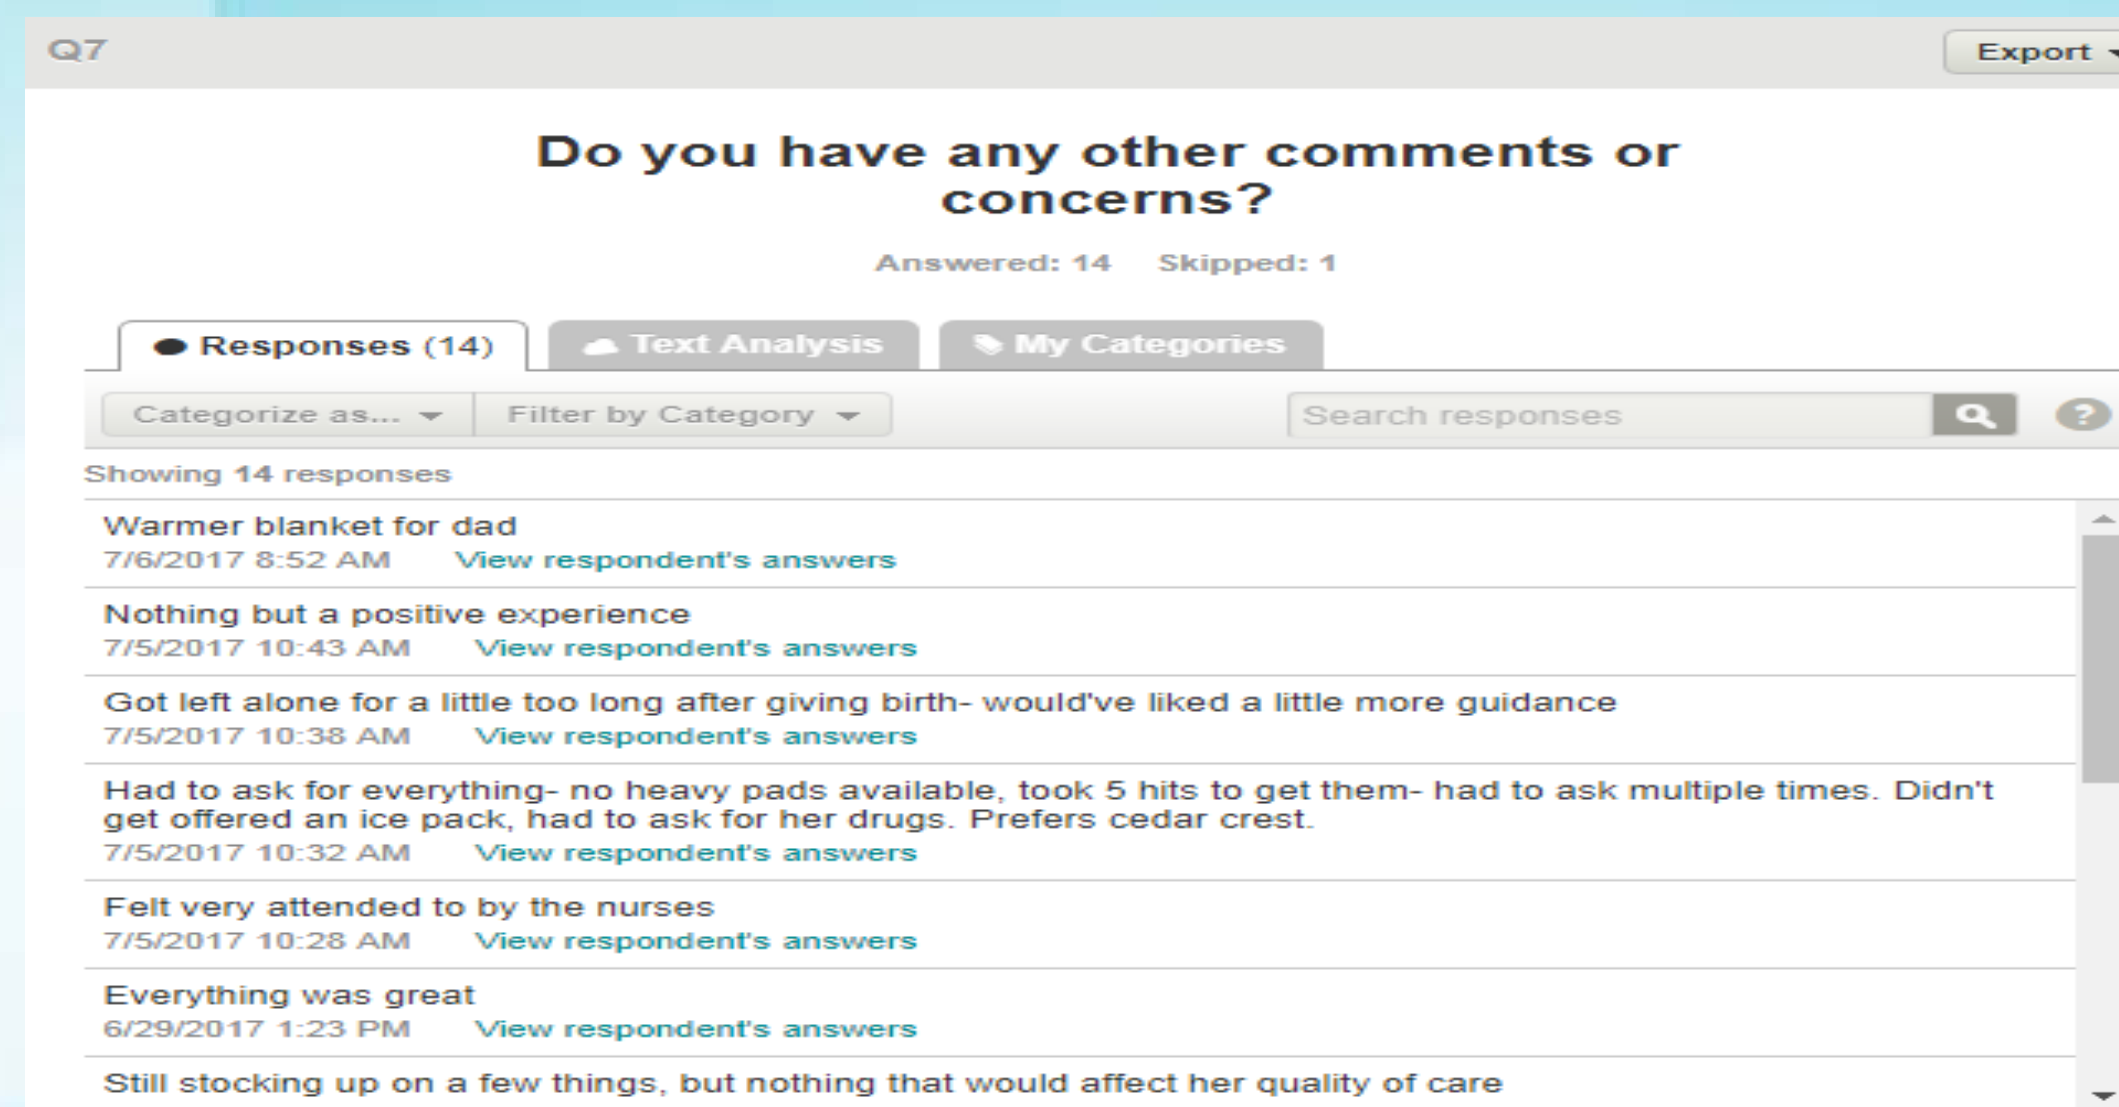 Q7
Export
Do you have any other comments or
concerns?
Answered: 14 Skipped: 1
Responses (14) Text Analysis My Categories
Categorize as... Filter by Category Search responses ?
Showing 14 responses
Warmer blanket for dad
7/6/2017 8:52 AM View respondent's answers
Nothing but a positive experience
7/5/2017 10:43 AM View respondent's answers
Got left alone for a little too long after giving birth- would've liked a little more guidance
7/5/2017 10:38 AM View respondent's answers
Had to ask for everything- no heavy pads available, took 5 hits to get them- had to ask multiple times. Didn't
get offered an ice pack, had to ask for her drugs. Prefers cedar crest.
7/5/2017 10:32 AM View respondent's answers
Felt very attended to by the nurses
7/5/2017 10:28 AM View respondent's answers
Everything was great
6/29/2017 1:23 PM View respondent's answers
Still stocking up on a few things, but nothing that would affect her quality of care